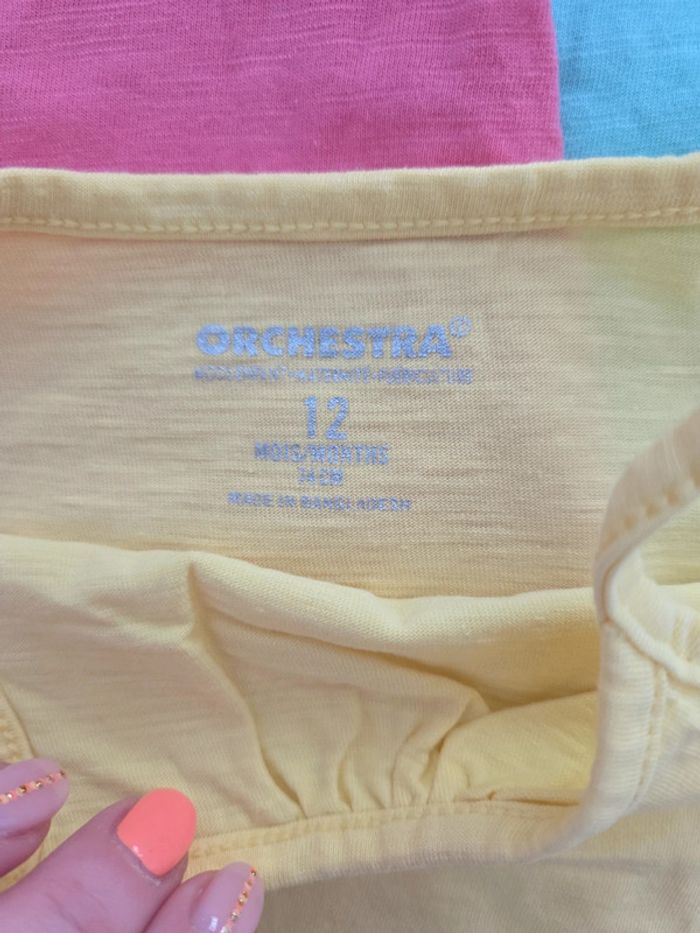 ORCHESTRA®
12
MOIS/MONTHS
74 CM
MADE IN BANGLADESH